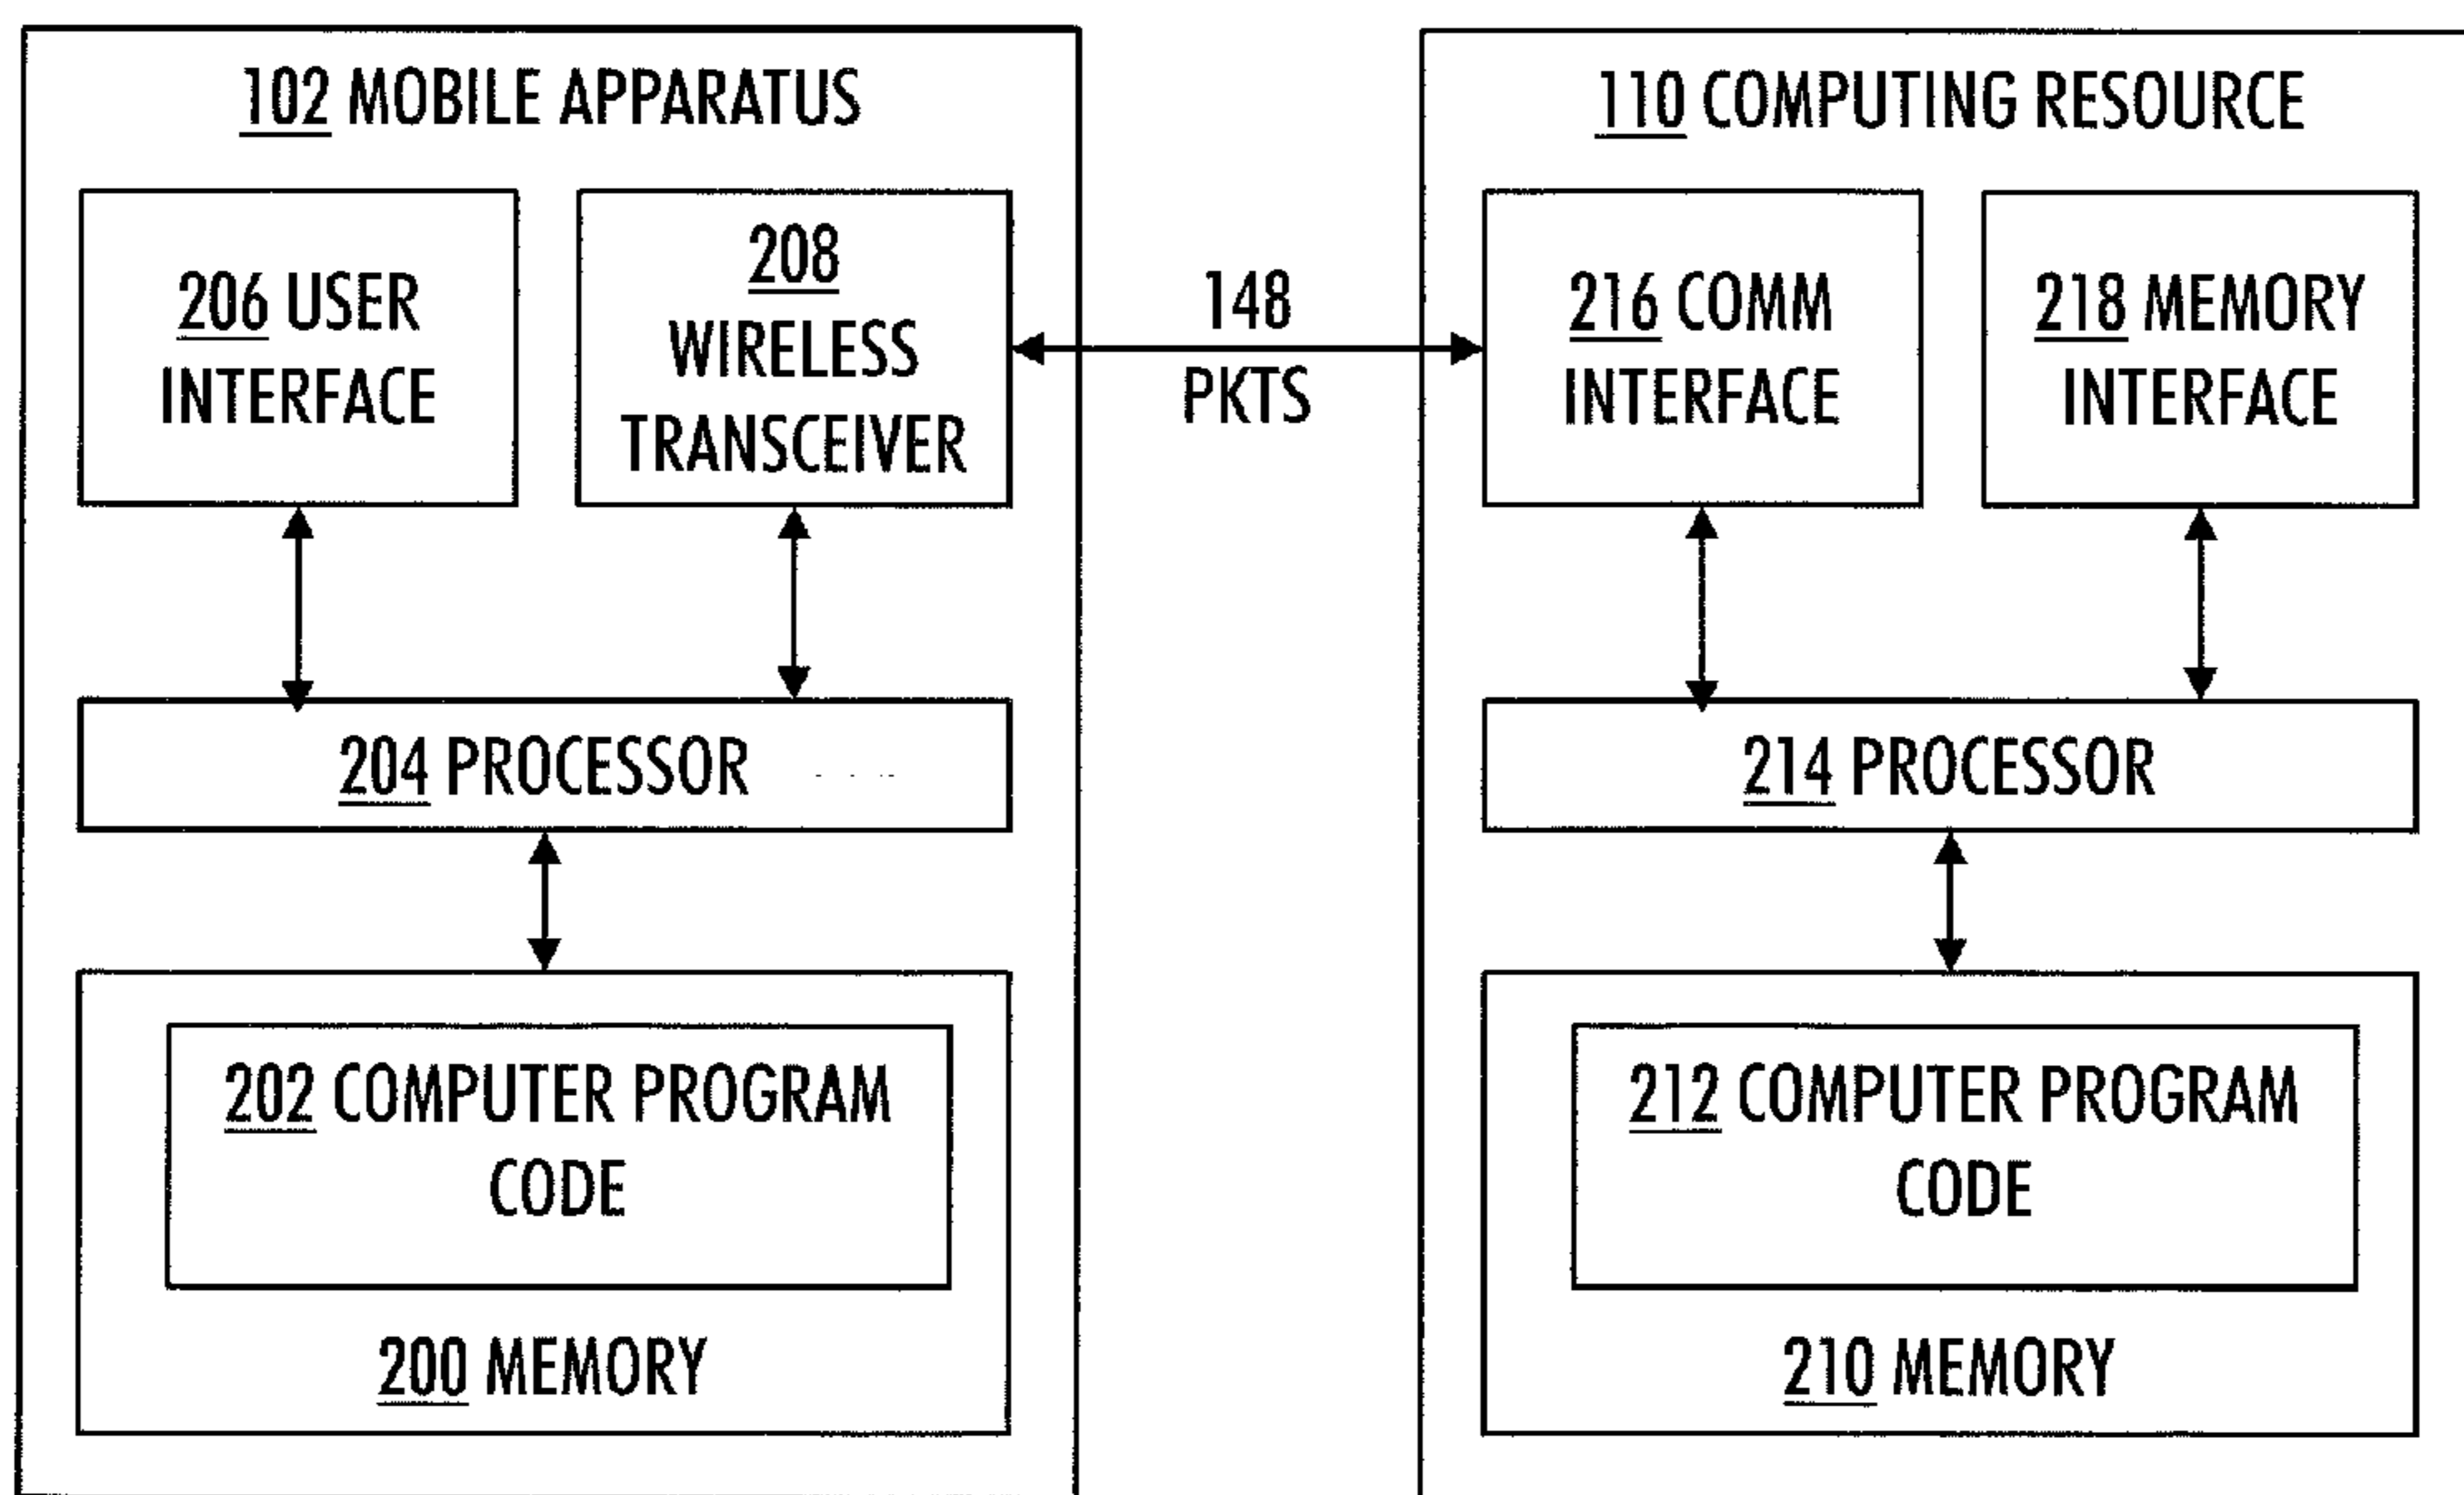 102 MOBILE APPARATUS
206 USER
INTERFACE
208
WIRELESS
TRANSCEIVER
204 PROCESSOR
202 COMPUTER PROGRAM
CODE
200 MEMORY
148
PKTS
110 COMPUTING RESOURCE
216 COMM
INTERFACE
218 MEMORY
INTERFACE
214 PROCESSOR
212 COMPUTER PROGRAM
CODE
210 MEMORY